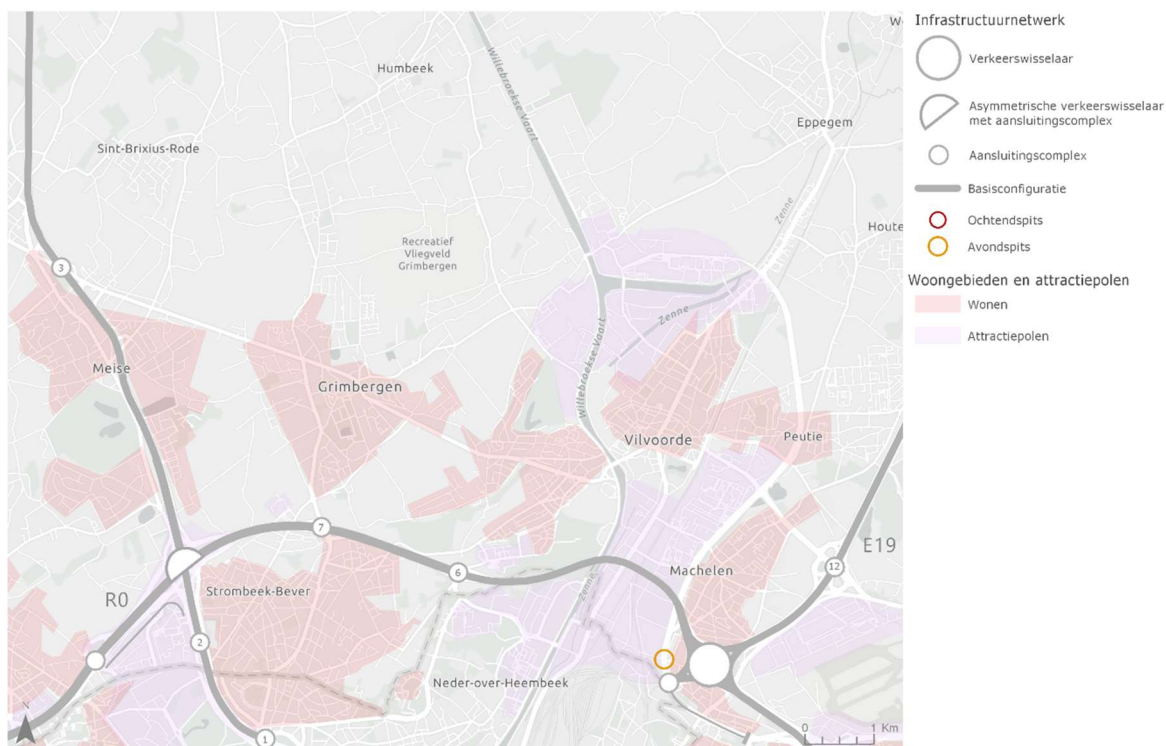 Infrastructuurnetwerk
Verkeerswisselaar
Asymmetrische verkeerswisselaar
met aansluitingscomplex
Aansluitingscomplex
Basisconfiguratie
Ochtendspits
Avondspits
Woongebieden en attractiepolen
Wonen
Attractiepolen
Willebroekse Vaart
Humbeek
Eppegem
Sint-Brixius-Rode
Zenne
Houte
Recreatief
Vliegveld
Grimbergen
3
Zenne
Willebroekse Vaart
Meise
Grimbergen
Vilvoorde
Peutie
7
E19
12
6
Machelen
Zenne
Strombeek-Bever
R0
2
Neder-over-Heembeek
N
1
0 1 Km